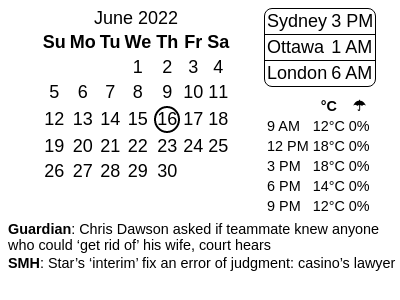 June 2022
Su Mo Tu We Th Fr Sa
1 2 3 4
5 6 7 8 9 10 11
12 13 14 15 16 17 18
19 20 21 22 23 24 25
26 27 28 29 30
Sydney 3 PM
Ottawa 1 AM
London 6 AM
°C ☂
9 AM 12°C 0%
12 PM 18°C 0%
3 PM 18°C 0%
6 PM 14°C 0%
9 PM 12°C 0%
Guardian: Chris Dawson asked if teammate knew anyone
who could ‘get rid of’ his wife, court hears
SMH: Star’s ‘interim’ fix an error of judgment: casino’s lawyer